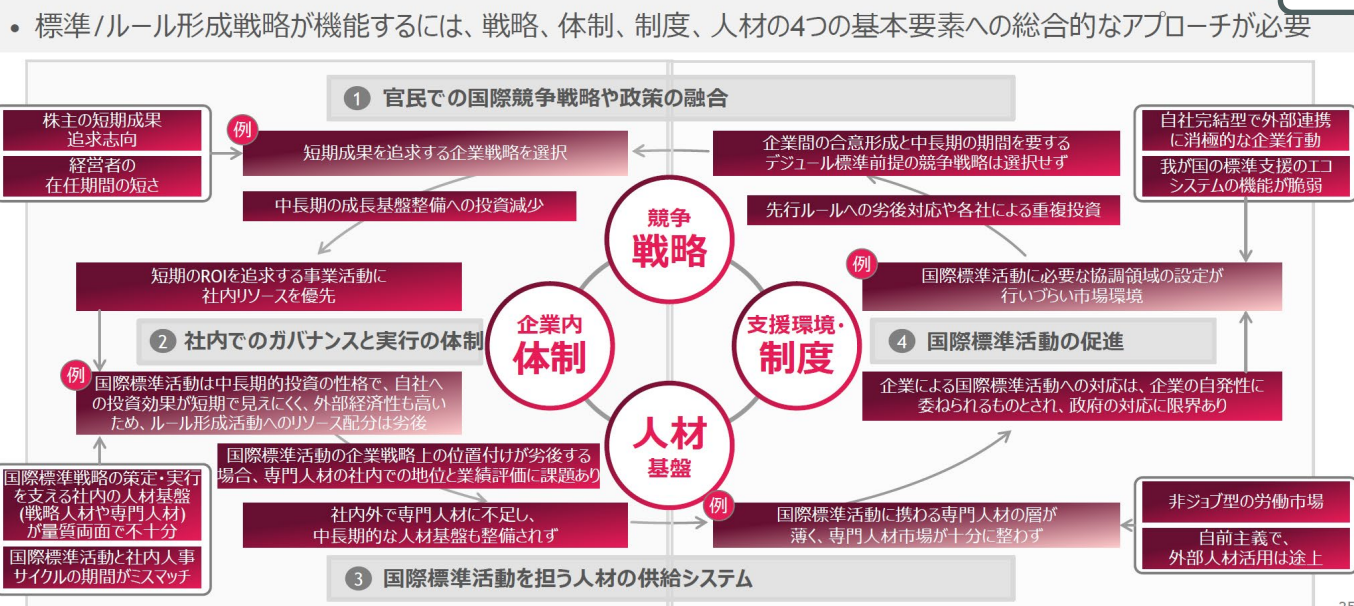 • 標準/ルール形成戦略が機能するには、戦略、体制、制度、人材の4つの基本要素への総合的なアプローチが必要
1 官民での国際競争戦略や政策の融合
株主の短期成果
追求志向
経営者の
在任期間の短さ
例
短期成果を追求する企業戦略を選択
企業間の合意形成と中長期の期間を要する
デジュール標準前提の競争戦略は選択せず
自社完結型で外部連携
に消極的な企業行動
我が国の標準支援のエコ
システムの機能が脆弱
中長期の成長基盤整備への投資減少
先行ルールへの劣後対応や各社による重複投資
競争
戦略
短期のROIを追求する事業活動に
社内リソースを優先
例
国際標準活動に必要な協調領域の設定が
行いづらい市場環境
2 社内でのガバナンスと実行の体制
企業内
体制
支援環境・
制度
4 国際標準活動の促進
例
国際標準活動は中長期的投資の性格で、自社へ
の投資効果が短期で見えにくく、外部経済性も高い
ため、ルール形成活動へのリソース配分は劣後
企業による国際標準活動への対応は、企業の自発性に
委ねられるものとされ、政府の対応に限界あり
人材
基盤
国際標準活動の企業戦略上の位置付けが劣後する
場合、専門人材の社内での地位と業績評価に課題あり
国際標準戦略の策定・実行
を支える社内の人材基盤
(戦略人材や専門人材)
が量質両面で不十分
国際標準活動と社内人事
サイクルの期間がミスマッチ
社内外で専門人材に不足し、
中長期的な人材基盤も整備されず
例
国際標準活動に携わる専門人材の層が
薄く、専門人材市場が十分に整わず
非ジョブ型の労働市場
自前主義で、
外部人材活用は途上
3 国際標準活動を担う人材の供給システム